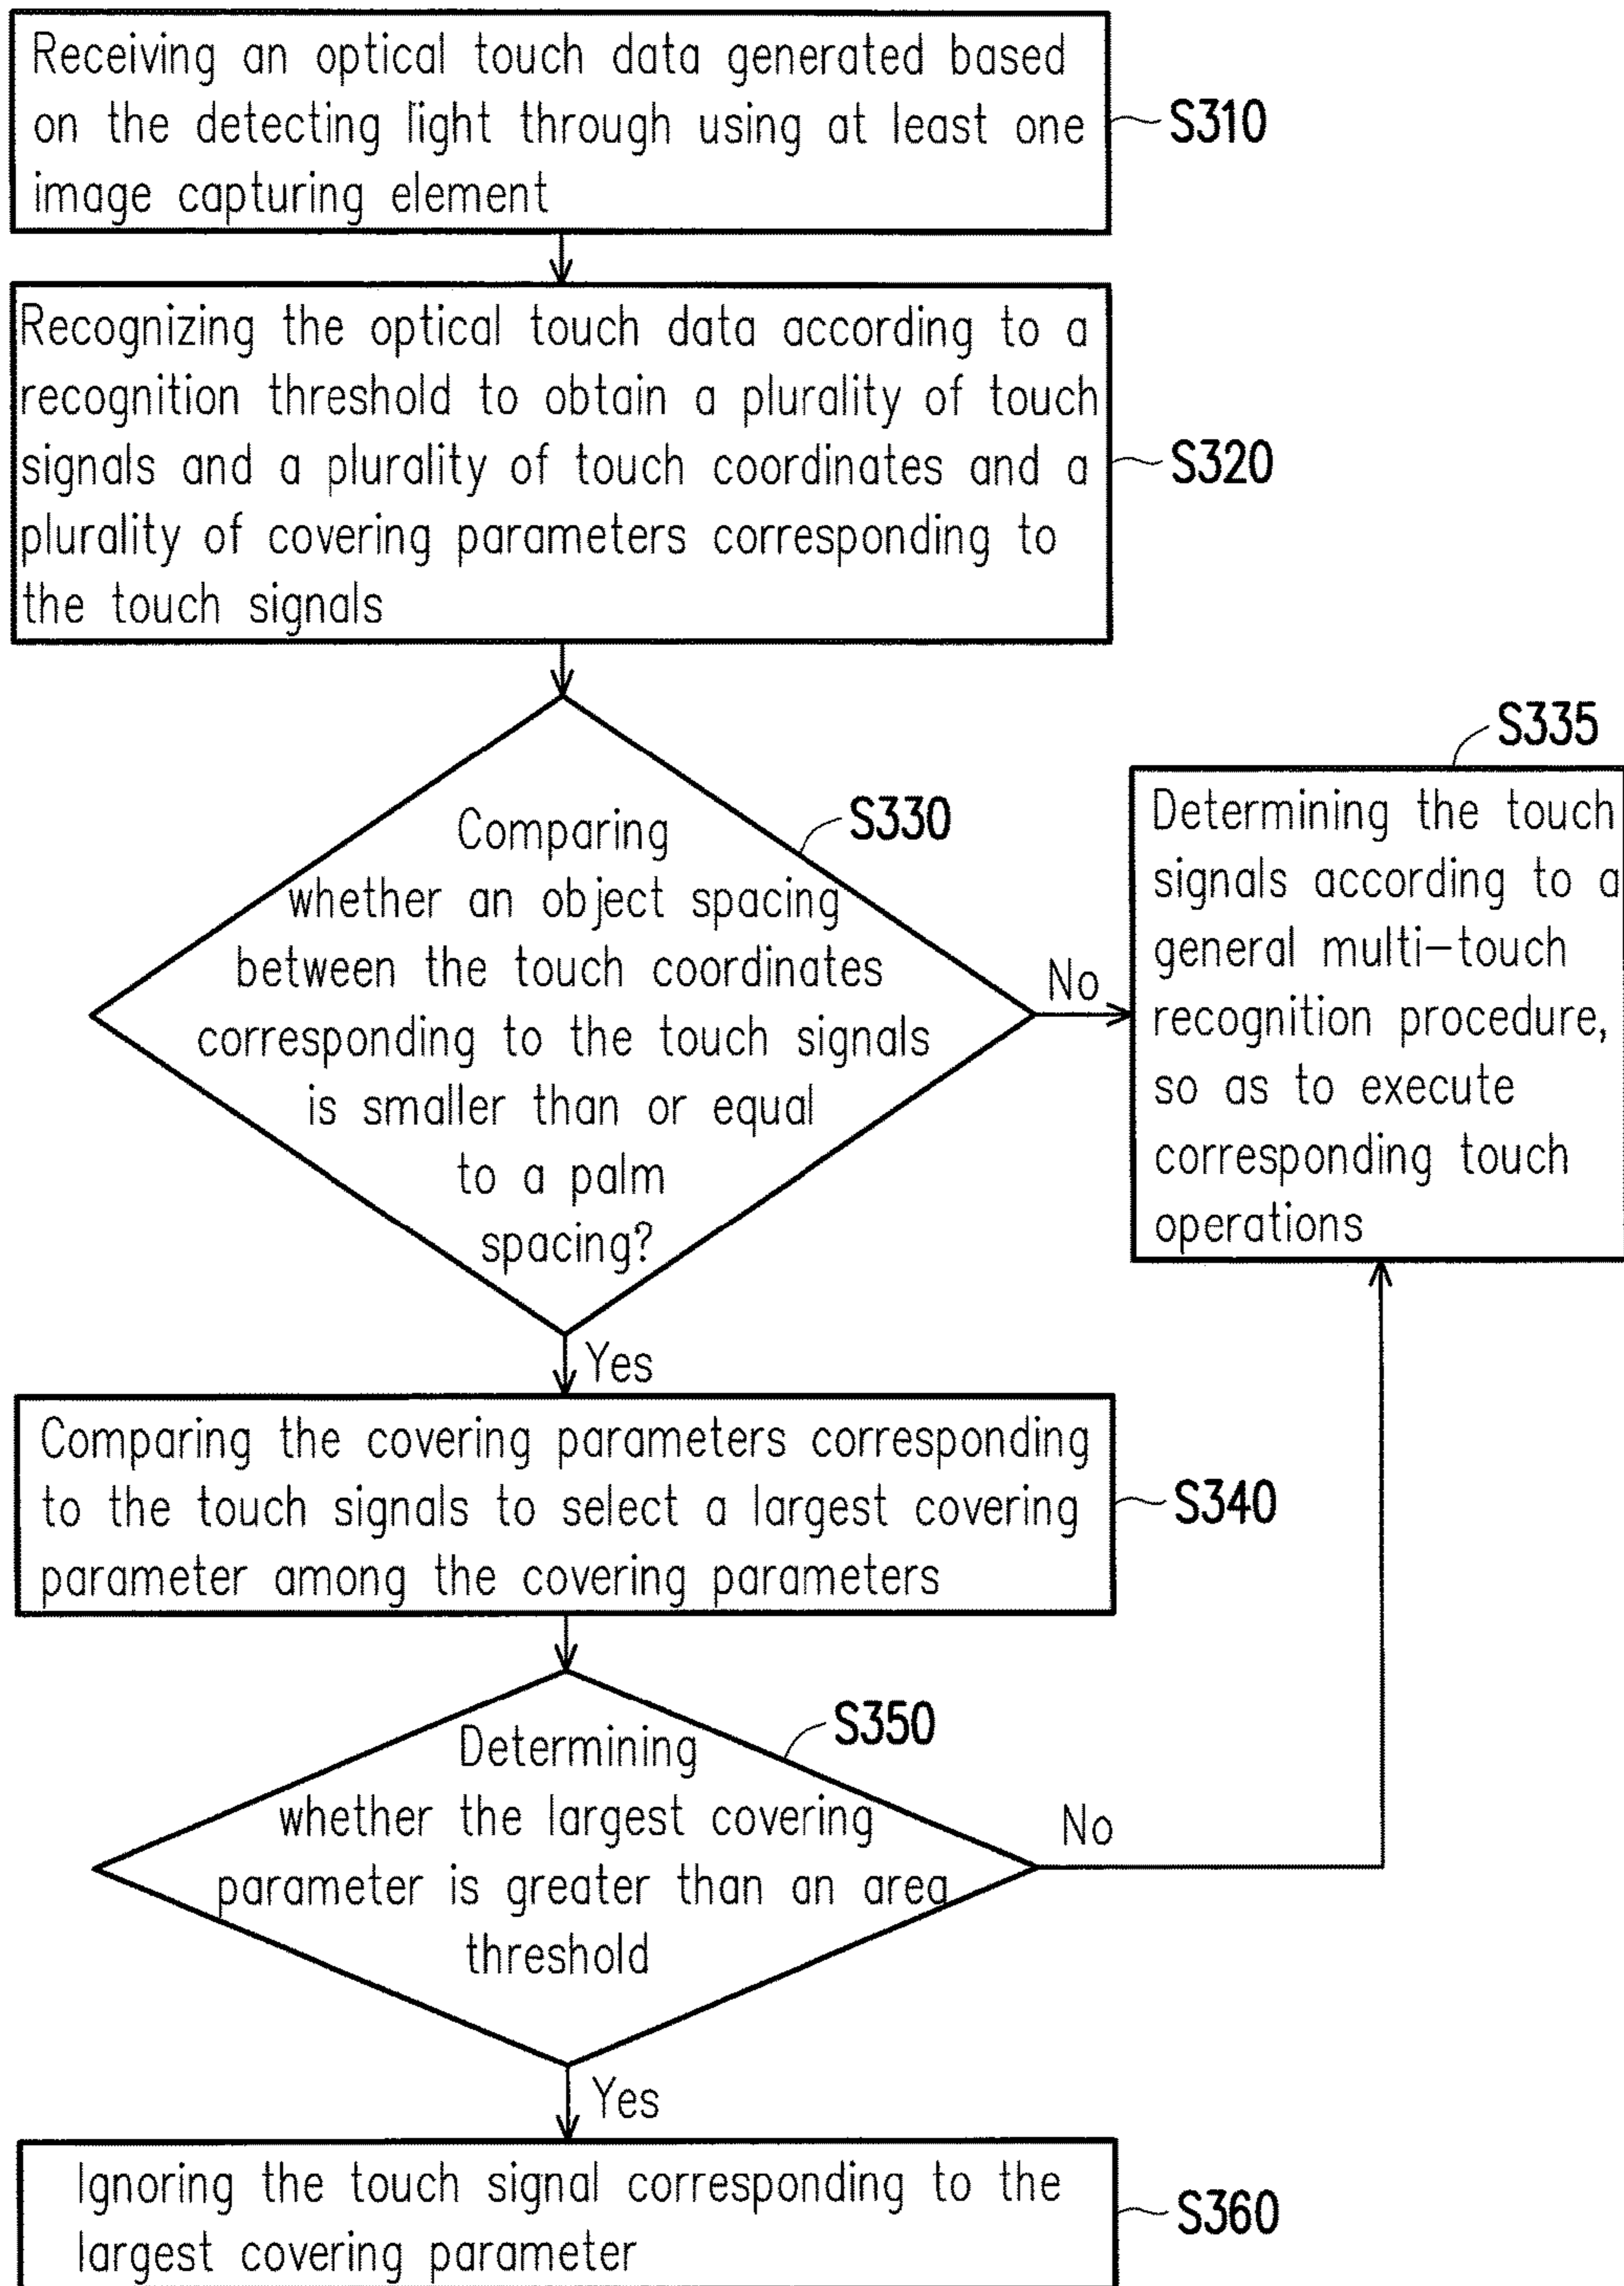 Receiving an optical touch data generated based
on the detecting light through using at least one
image capturing element
S310
Recognizing the optical touch data according to a
recognition threshold to obtain a plurality of touch
signals and a plurality of touch coordinates and a
plurality of covering parameters corresponding to
the touch signals
S320
Comparing
whether an object spacing
between the touch coordinates
corresponding to the touch signals
is smaller than or equal
to a palm
spacing?
S330
No
S335
Determining the touch
signals according to a
general multi-touch
recognition procedure,
so as to execute
corresponding touch
operations
Yes
Comparing the covering parameters corresponding
to the touch signals to select a largest covering
parameter among the covering parameters
S340
Determining
whether the largest covering
parameter is greater than an area
threshold
S350
No
Yes
Ignoring the touch signal corresponding to the
largest covering parameter
S360